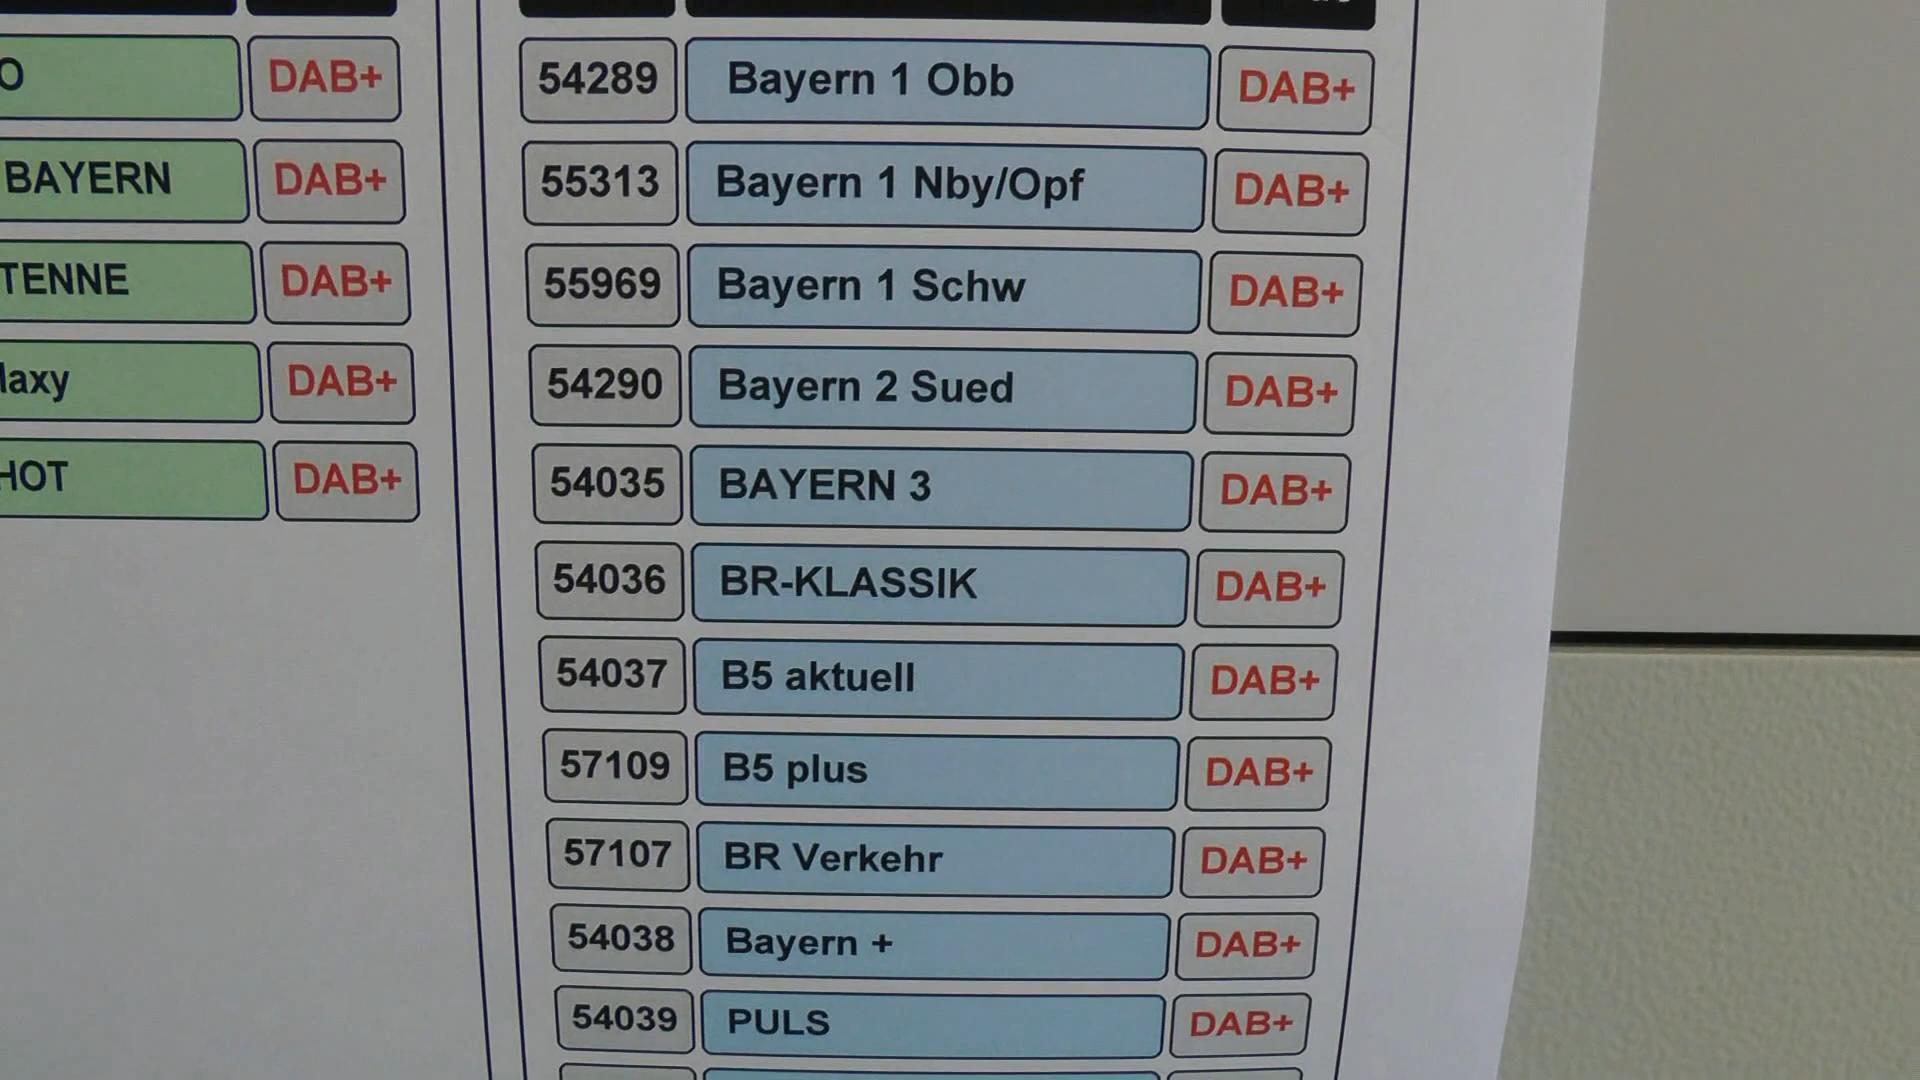 O DAB+
BAYERN DAB+
TENNE DAB+
laxy DAB+
HOT DAB+
54289 Bayern 1 Obb DAB+
55313 Bayern 1 Nby/Opf DAB+
55969 Bayern 1 Schw DAB+
54290 Bayern 2 Sued DAB+
54035 BAYERN 3 DAB+
54036 BR-KLASSIK DAB+
54037 B5 aktuell DAB+
57109 B5 plus DAB+
57107 BR Verkehr DAB+
54038 Bayern + DAB+
54039 PULS DAB+